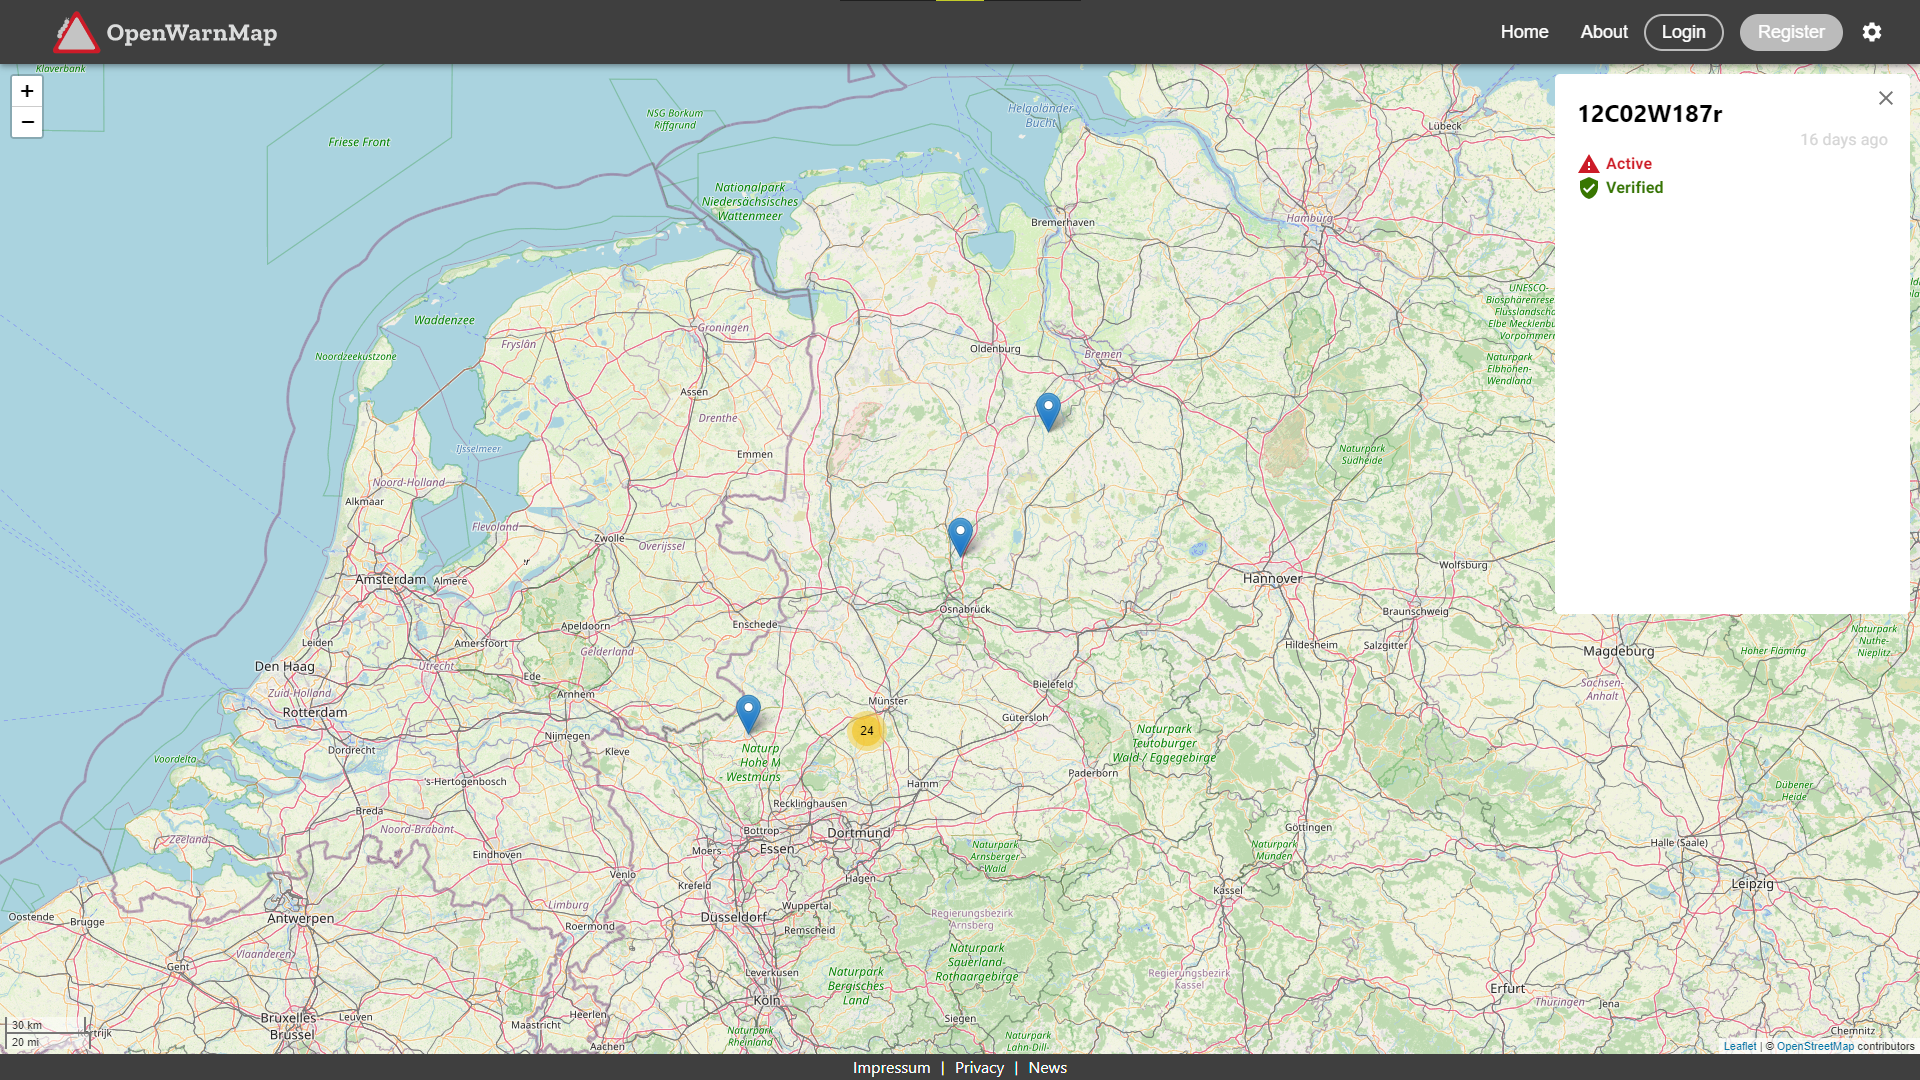 OpenWarnMap
Home
About
Login
Register
+
−
12C02W187r
16 days ago
Active
Verified
Klaverbank
Friese Front
NSG Borkum
Riffgrund
Helgoländer
Bucht
Lübeck
Nationalpark
Niedersächsisches
Wattenmeer
Bremerhaven
Hamburg
UNESCO-
Waddenzee
Noordzeekustzone
Fryslân
Groningen
Oldenburg
Bremen
Naturpark
Elbhöhen-
Wendland
Assen
Drenthe
Emmen
IJsselmeer
Noord-Holland
Alkmaar
Flevoland
Zwolle
Overijssel
Naturpark
Südheide
Amsterdam
Almere
Hannover
Wolfsburg
Osnabrück
Braunschweig
Apeldoorn
Enschede
Leiden
Amersfoort
Gelderland
Hildesheim
Salzgitter
Magdeburg
Hoher Fläming
Naturpark
Nuthe-
Nieplitz
Den Haag
Utrecht
Ede
Arnhem
Bielefeld
Sachsen-
Anhalt
Zuid-Holland
Rotterdam
Münster
Gütersloh
24
Dordrecht
Nijmegen
Kleve
Naturp
Hohe M
Westmüns
Naturpark
Teutoburger
Wald-/ Eggegebirge
Voordelta
's-Hertogenbosch
Hamm
Paderborn
Dübener
Heide
Breda
Recklinghausen
Zeeland
Noord-Brabant
Bottrop
Dortmund
Göttingen
Eindhoven
Moers
Essen
Naturpark
Arnsberger
Wald
Naturpark
Münden
Halle (Saale)
Venlo
Krefeld
Hagen
Kassel
Leipzig
Oostende
Brugge
Antwerpen
Limburg
Roermond
Düsseldorf
Wuppertal
Remscheid
Regierungsbezirk
Arnsberg
Gent
Vlaanderen
Leverkusen
Naturpark
Bergisches
Land
Naturpark
Sauerland-
Rothaargebirge
Regierungsbezirk
Kassel
Köln
Erfurt
Thüringen
Jena
Bruxelles -
Brussel
Leuven
Maastricht
Heerlen
Aachen
Naturpark
Rheinland
Siegen
Naturpark
Lahn-Dill-
Chemnitz
30 km
20 mi
Leaflet | © OpenStreetMap contributors
Impressum | Privacy | News